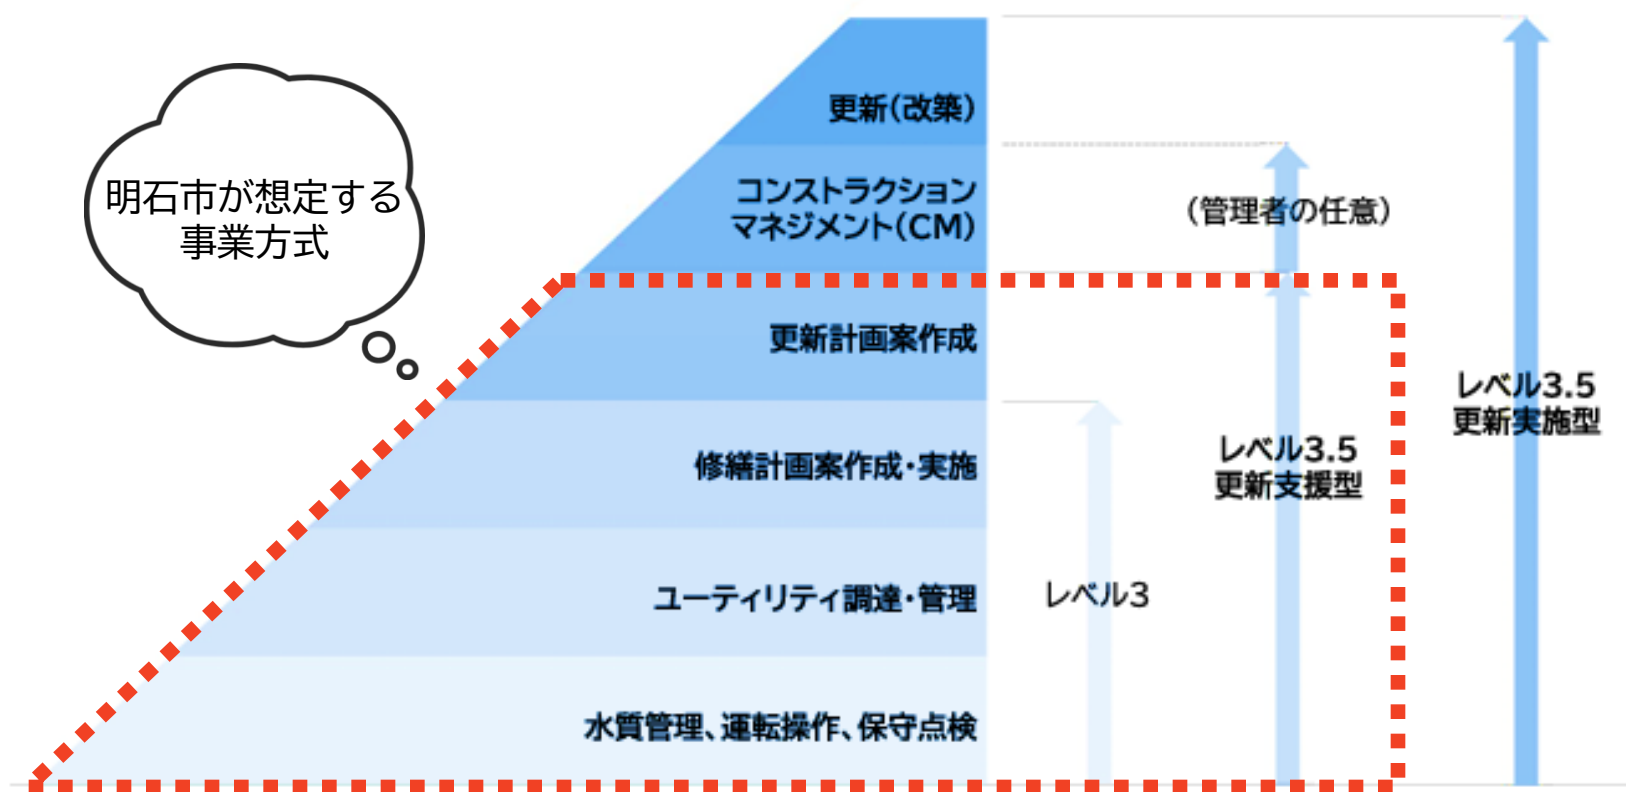 明石市が想定する
事業方式
更新(改築)
コンストラクション
マネジメント(CM)
(管理者の任意)
更新計画案作成
修繕計画案作成・実施
ユーティリティ調達・管理
水質管理、運転操作、保守点検
レベル3
レベル3.5
更新支援型
レベル3.5
更新実施型